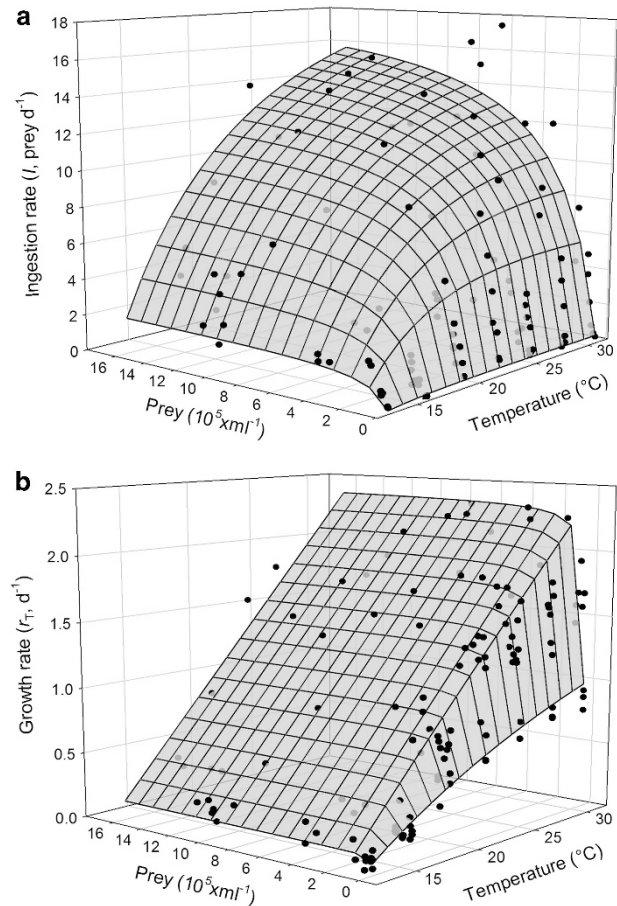 a
18
16
14
12
10
8
6
4
2
0
Ingestion rate (I, prey d⁻¹)
16 14 12 10 8 6 4 2 0
Prey (10⁵xml⁻¹)
15 20 25 30
Temperature (°C)
b
2.5
2.0
1.5
1.0
0.5
0.0
Growth rate (rT, d⁻¹)
16 14 12 10 8 6 4 2 0
Prey (10⁵xml⁻¹)
15 20 25 30
Temperature (°C)